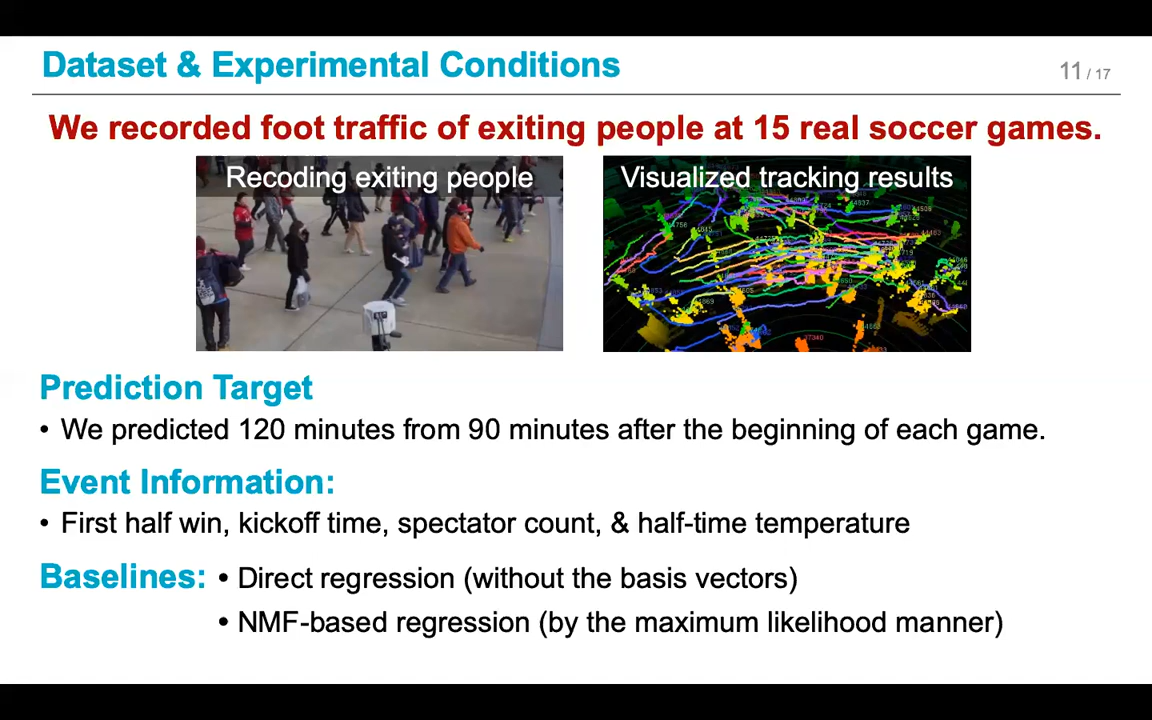 Dataset & Experimental Conditions
11 / 17
We recorded foot traffic of exiting people at 15 real soccer games.
Recoding exiting people
Visualized tracking results
Prediction Target
• We predicted 120 minutes from 90 minutes after the beginning of each game.
Event Information:
• First half win, kickoff time, spectator count, & half-time temperature
Baselines: • Direct regression (without the basis vectors)
• NMF-based regression (by the maximum likelihood manner)